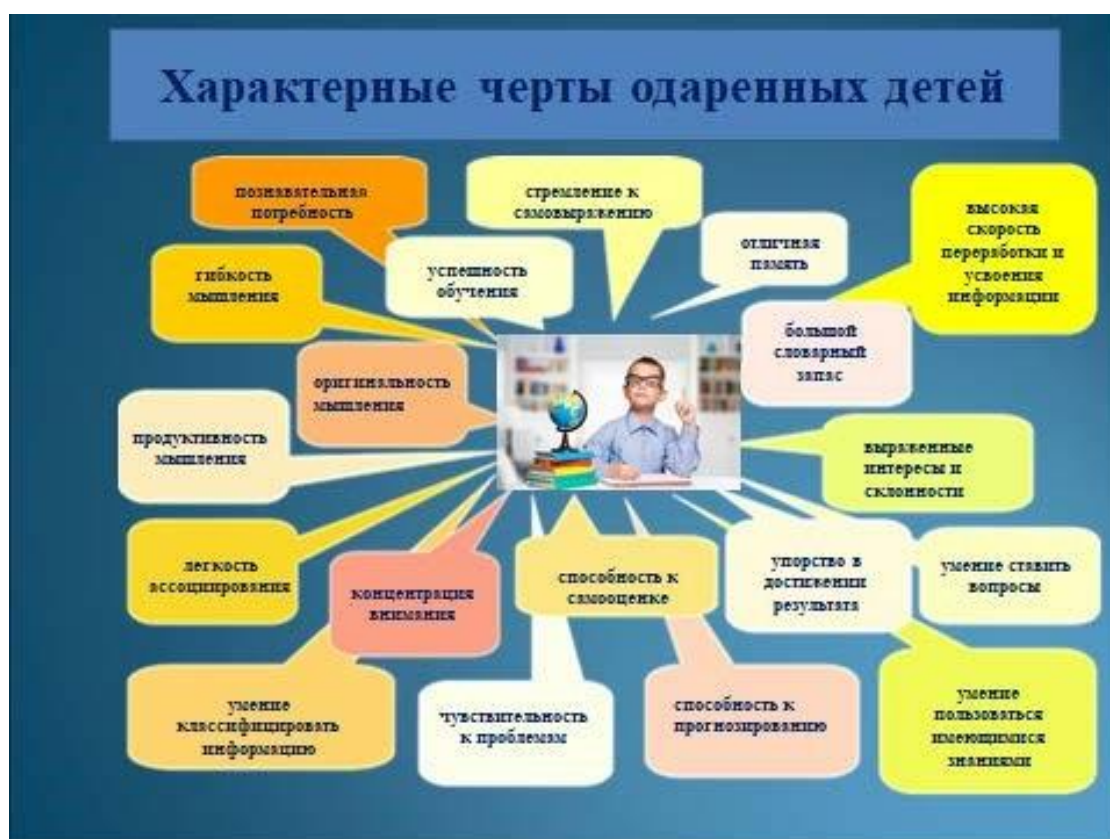 Характерные черты одаренных детей
познавательная
потребность
стремление к
самовыражению
отличная
память
высокая
скорость
переработки и
усвоения
информации
гибкость
мышления
успешность
обучения
большой
словарный
запас
оригинальность
мышления
продуктивность
мышления
выраженные
интересы и
склонности
легкость
ассоциирования
концентрация
внимания
способность к
самооценке
упорство в
достижении
результата
умение ставить
вопросы
умение
классифицировать
информацию
чувствительность
к проблемам
способность к
прогнозированию
умение
пользоваться
имеющимися
знаниями